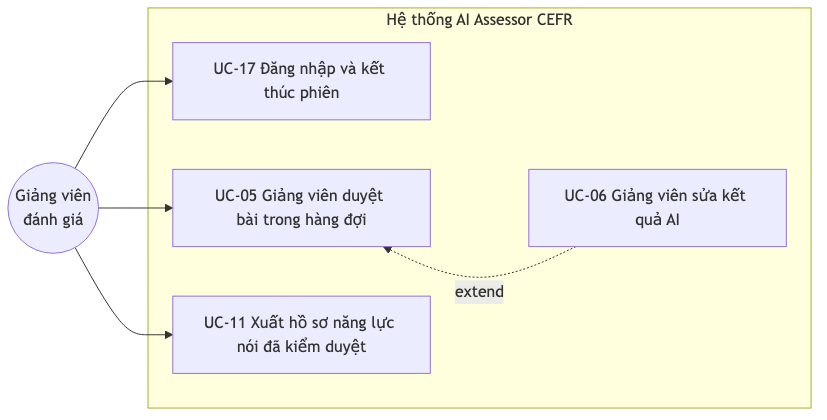 Hệ thống AI Assessor CEFR
UC-17 Đăng nhập và kết
thúc phiên
Giảng viên
đánh giá
UC-05 Giảng viên duyệt
bài trong hàng đợi
UC-06 Giảng viên sửa kết
quả AI
extend
UC-11 Xuất hồ sơ năng lực
nói đã kiểm duyệt